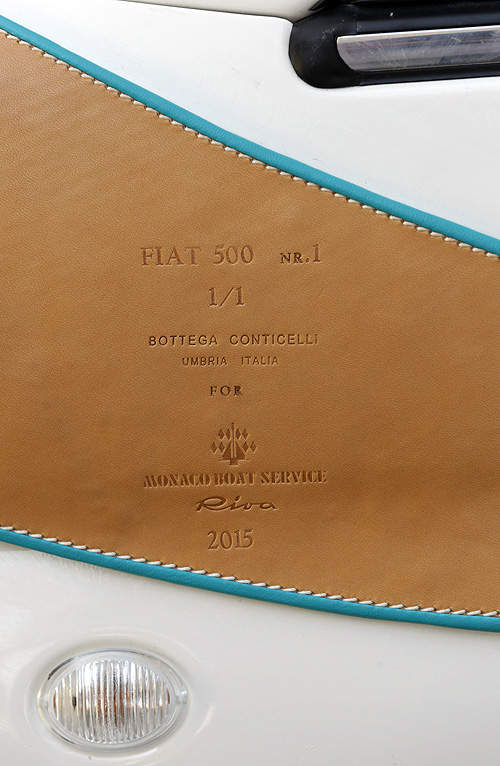 FIAT 500 NR.1
1/1
BOTTEGA CONTICELLi
UMBRIA ITALIA
FOR
MONACO BOAT SERVICE
Riva
2015